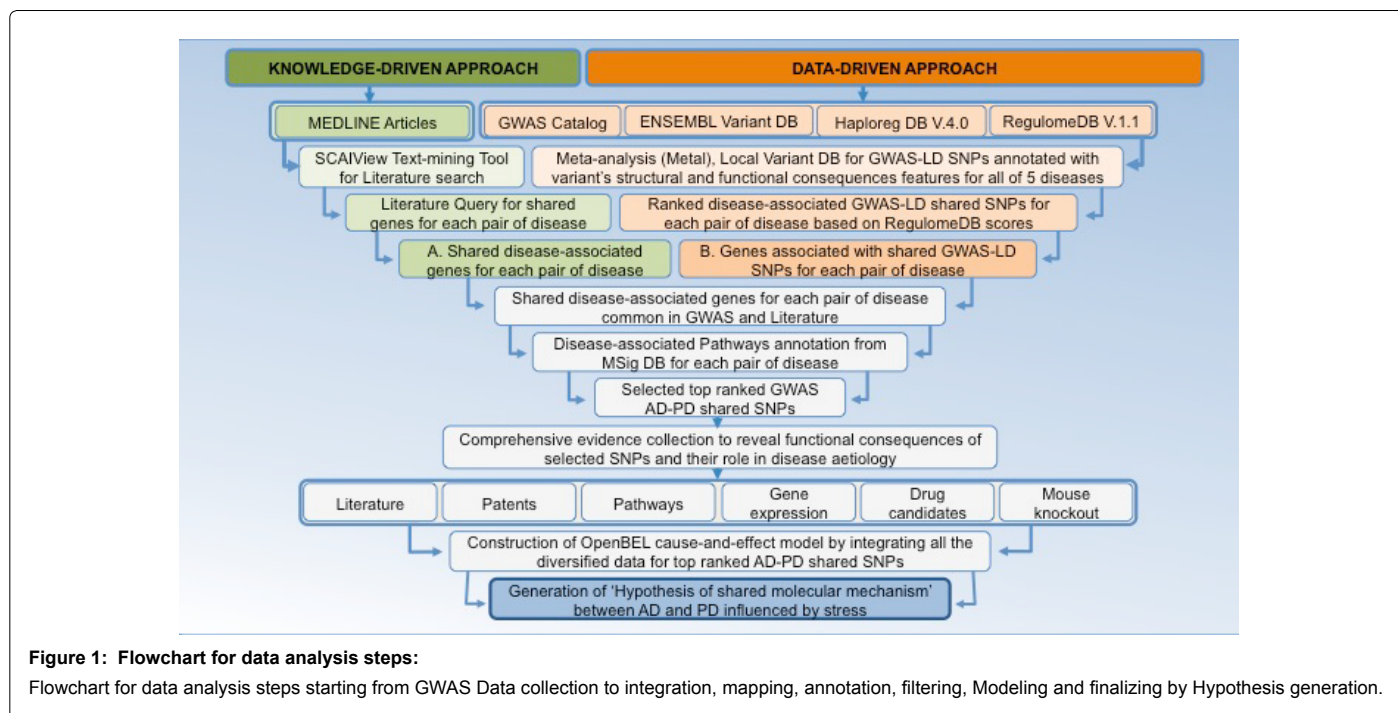 KNOWLEDGE-DRIVEN APPROACH
DATA-DRIVEN APPROACH
MEDLINE Articles
GWAS Catalog
ENSEMBL Variant DB
Haploreg DB V.4.0
RegulomeDB V.1.1
SCAIView Text-mining Tool
for Literature search
Meta-analysis (Metal), Local Variant DB for GWAS-LD SNPs annotated with
variant's structural and functional consequences features for all of 5 diseases
Literature Query for shared
genes for each pair of disease
Ranked disease-associated GWAS-LD shared SNPs for
each pair of disease based on RegulomeDB scores
A. Shared disease-associated
genes for each pair of disease
B. Genes associated with shared GWAS-LD
SNPs for each pair of disease
Shared disease-associated genes for each pair of disease
common in GWAS and Literature
Disease-associated Pathways annotation from
MSig DB for each pair of disease
Selected top ranked GWAS
AD-PD shared SNPs
Comprehensive evidence collection to reveal functional consequences of
selected SNPs and their role in disease aetiology
Literature
Patents
Pathways
Gene
expression
Drug
candidates
Mouse
knockout
Construction of OpenBEL cause-and-effect model by integrating all the
diversified data for top ranked AD-PD shared SNPs
Generation of 'Hypothesis of shared molecular mechanism'
between AD and PD influenced by stress
Figure 1: Flowchart for data analysis steps:
Flowchart for data analysis steps starting from GWAS Data collection to integration, mapping, annotation, filtering, Modeling and finalizing by Hypothesis generation.